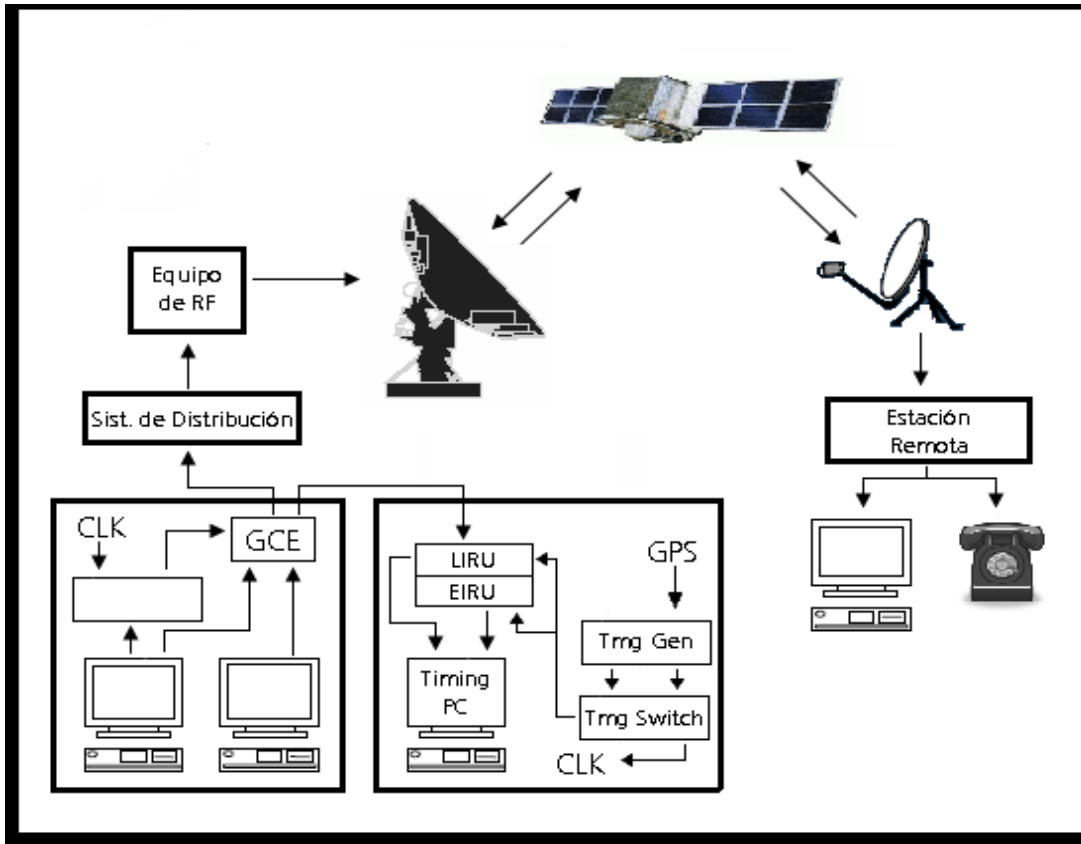 Equipo
de RF
Sist. de Distribución
Estación
Remota
CLK
GCE
LIRU
EIRU
GPS
Tmg Gen
Timing
PC
Tmg Switch
CLK